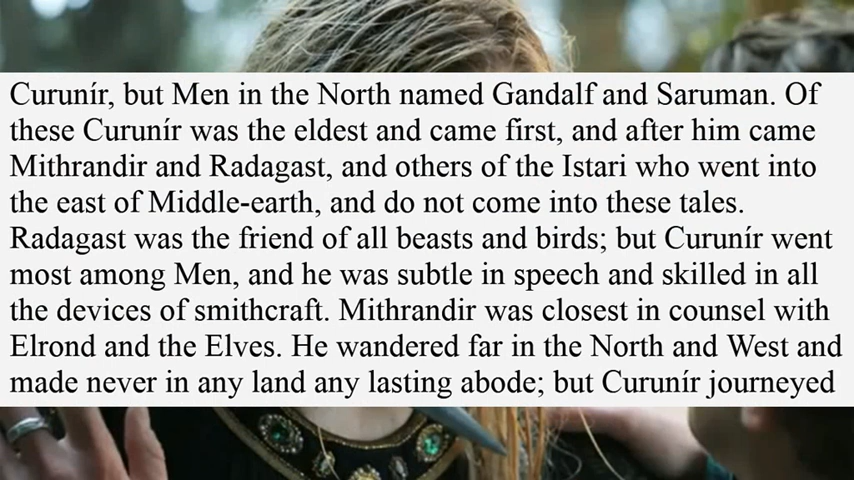 Curunír, but Men in the North named Gandalf and Saruman. Of
these Curunír was the eldest and came first, and after him came
Mithrandir and Radagast, and others of the Istari who went into
the east of Middle-earth, and do not come into these tales.
Radagast was the friend of all beasts and birds; but Curunír went
most among Men, and he was subtle in speech and skilled in all
the devices of smithcraft. Mithrandir was closest in counsel with
Elrond and the Elves. He wandered far in the North and West and
made never in any land any lasting abode; but Curunír journeyed